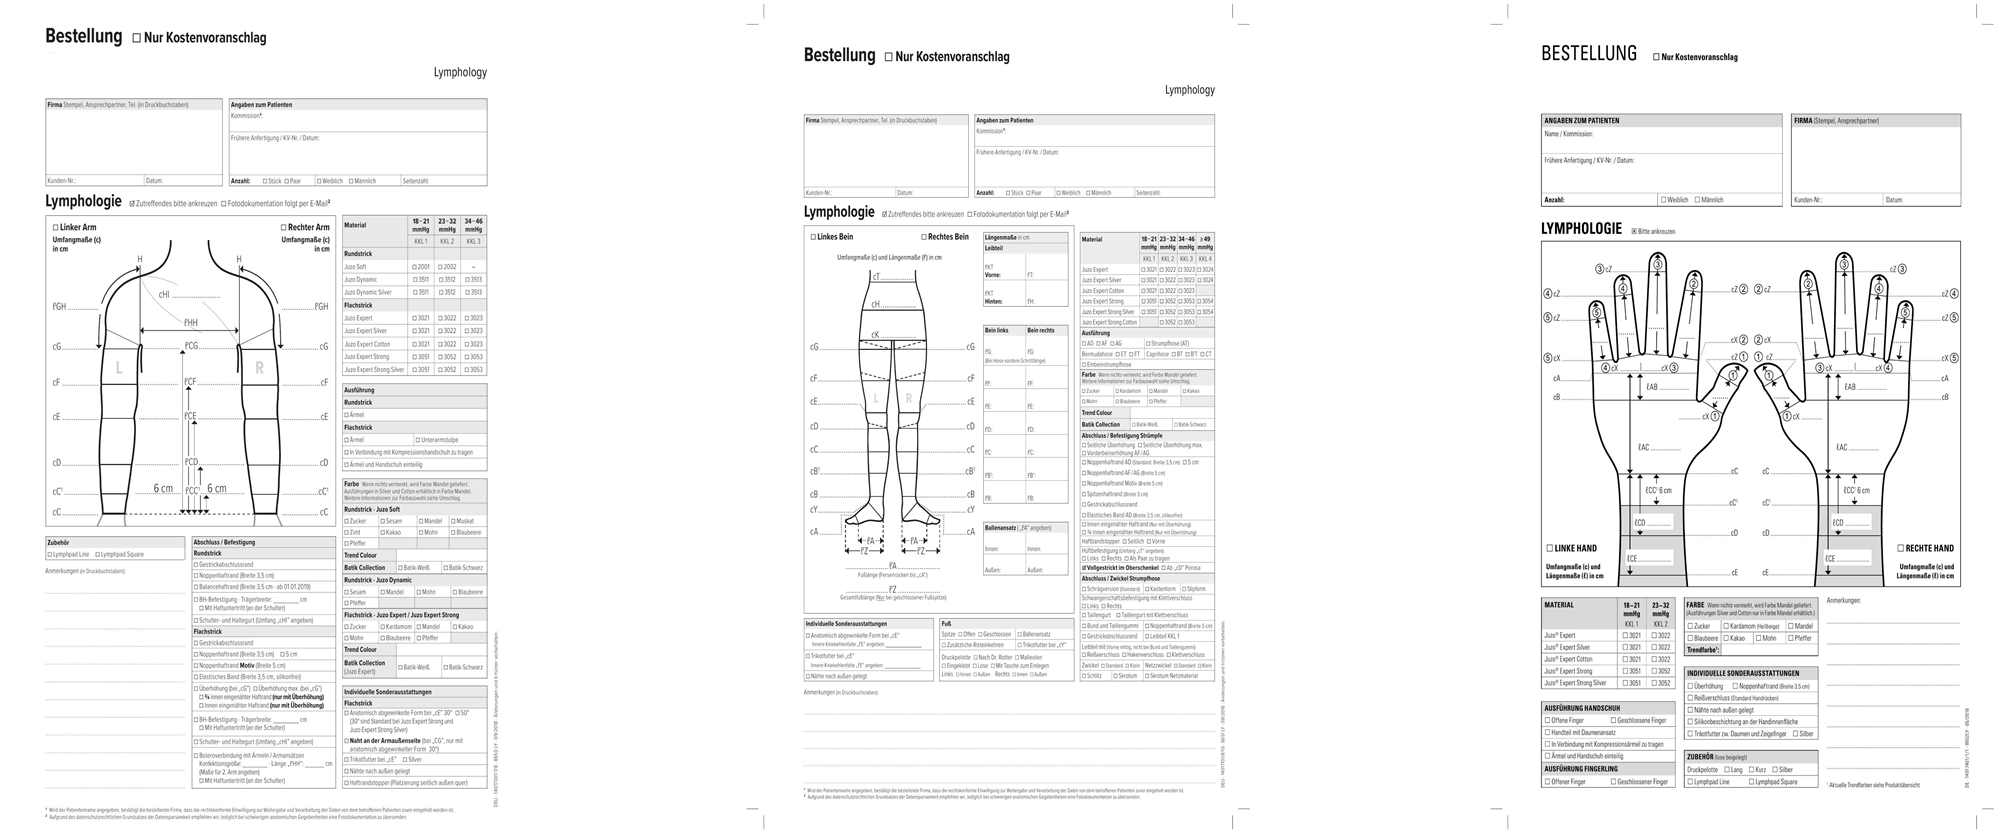 Bestellung ☐ Nur Kostenvoranschlag
Lymphology
Firma Stempel, Ansprechpartner, Tel. (in Druckbuchstaben)
Kunden-Nr.: Datum:
Angaben zum Patienten
Kommission¹:
Frühere Anfertigung / KV-Nr. / Datum:
Anzahl: ☐ Stück ☐ Paar ☐ Weiblich ☐ Männlich Seitenzahl:
Lymphologie ☑ Zutreffendes bitte ankreuzen ☐ Fotodokumentation folgt per E-Mail²
☐ Linker Arm ☐ Rechter Arm
Umfangmaße (c) in cm Umfangmaße (c) in cm
H H
cHI
ℓGH ℓHH ℓGH
cG ℓCG cG
L R
cF ℓCF cF
cE ℓCE cE
cD ℓCD cD
cC¹ 6 cm ℓCC¹ 6 cm cC¹
cC cC
Zubehör
☐ Lymphpad Line ☐ Lymphpad Square
Anmerkungen (in Druckbuchstaben):
Abschluss / Befestigung
Rundstrick
☐ Gestrickabschlussrand
☐ Noppenhaftrand (Breite 3,5 cm)
☐ Balancehaftrand (Breite 3,5 cm - ab 01.01.2019)
☐ BH-Befestigung - Trägerbreite: ______ cm
☐ Mit Haftuntertritt (an der Schulter)
☐ Schulter- und Haltegurt (Umfang „cHI“ angeben)
Flachstrick
☐ Gestrickabschlussrand
☐ Noppenhaftrand (Breite 3,5 cm) ☐ 5 cm
☐ Noppenhaftrand Motiv (Breite 5 cm)
☐ Elastisches Band (Breite 3,5 cm, silikonfrei)
☐ Überhöhung (bei „cG“) ☐ Überhöhung max. (bei „cG“)
☐ ¾ innen eingenähter Haftrand (nur mit Überhöhung)
☐ Innen eingenähter Haftrand (nur mit Überhöhung)
☐ BH-Befestigung - Trägerbreite: ______ cm
☐ Mit Haftuntertritt (an der Schulter)
☐ Schulter- und Haltegurt (Umfang „cHI“ angeben)
☐ Boleroverbindung mit Ärmeln / Armansätzen
Konfektionsgröße: ______ - Länge „ℓHH“: ______ cm
(Maße für 2. Arm angeben)
☐ Mit Haftuntertritt (an der Schulter)
Material 18–21 mmHg 23–32 mmHg 34–46 mmHg
KKL 1 KKL 2 KKL 3
Rundstrick
Juzo Soft ☐ 2001 ☐ 2002 –
Juzo Dynamic ☐ 3511 ☐ 3512 ☐ 3513
Juzo Dynamic Silver ☐ 3511 ☐ 3512 ☐ 3513
Flachstrick
Juzo Expert ☐ 3021 ☐ 3022 ☐ 3023
Juzo Expert Silver ☐ 3021 ☐ 3022 ☐ 3023
Juzo Expert Cotton ☐ 3021 ☐ 3022 ☐ 3023
Juzo Expert Strong ☐ 3051 ☐ 3052 ☐ 3053
Juzo Expert Strong Silver ☐ 3051 ☐ 3052 ☐ 3053
Ausführung
Rundstrick
☐ Ärmel
Flachstrick
☐ Ärmel ☐ Unterarmstulpe
☐ In Verbindung mit Kompressionshandschuh zu tragen
☐ Ärmel und Handschuh einteilig
Farbe Wenn nichts vermerkt, wird Farbe Mandel geliefert.
Ausführungen in Silver und Cotton erhältlich in Farbe Mandel.
Weitere Informationen zur Farbauswahl siehe Umschlag.
Rundstrick - Juzo Soft
☐ Zucker ☐ Sesam ☐ Mandel ☐ Muskat
☐ Zimt ☐ Kakao ☐ Mohn ☐ Blaubeere
☐ Pfeffer
Trend Colour
Batik Collection ☐ Batik-Weiß ☐ Batik-Schwarz
Rundstrick - Juzo Dynamic
☐ Sesam ☐ Mandel ☐ Mohn ☐ Blaubeere
☐ Pfeffer
Flachstrick - Juzo Expert / Juzo Expert Strong
☐ Zucker ☐ Kardamom ☐ Mandel ☐ Kakao
☐ Mohn ☐ Blaubeere ☐ Pfeffer
Trend Colour
Batik Collection (Juzo Expert) ☐ Batik-Weiß ☐ Batik-Schwarz
Individuelle Sonderausstattungen
Flachstrick
☐ Anatomisch abgewinkelte Form bei „cE“ 30° ☐ 50°
(30° sind Standard bei Juzo Expert Strong und
Juzo Expert Strong Silver)
☐ Naht an der Armaußenseite (bei „CG“, nur mit
anatomisch abgewinkelter Form 30°)
☐ Trikotfutter bei „cE“ ☐ Silver
☐ Nähte nach außen gelegt
☐ Haftrandstopper (Platzierung seitlich außen quer)
¹ Wird der Patientenname angegeben, bestätigt die bestellende Firma, dass die rechtskonforme Einwilligung zur Weitergabe und Verarbeitung der Daten von dem betroffenen Patienten zuvor eingeholt worden ist.
² Aufgrund des datenschutzrechtlichen Grundsatzes der Datensparsamkeit empfehlen wir, lediglich bei schwierigen anatomischen Gegebenheiten eine Fotodokumentation zu übersenden.
Bestellung ☐ Nur Kostenvoranschlag
Lymphology
Firma Stempel, Ansprechpartner, Tel. (in Druckbuchstaben)
Kunden-Nr.: Datum:
Angaben zum Patienten
Kommission¹:
Frühere Anfertigung / KV-Nr. / Datum:
Anzahl: ☐ Stück ☐ Paar ☐ Weiblich ☐ Männlich Seitenzahl:
Lymphologie ☑ Zutreffendes bitte ankreuzen ☐ Fotodokumentation folgt per E-Mail²
☐ Linkes Bein ☐ Rechtes Bein
Umfangmaße (c) und Längenmaße (ℓ) in cm
cT
cH
cK
cG cG
cF cF
cE L R cE
cD cD
cC cC
cB¹ cB¹
cB cB
cY cY
cA cA
ℓA ℓA
ℓZ ℓZ
ℓA
Fußlänge (Fersenrücken bis „cA“)
ℓZ
Gesamtfußlänge (Nur bei geschlossener Fußspitze)
Längenmaße in cm
Leibteil
ℓKT Vorne: ℓT:
ℓKT Hinten: ℓH:
Bein links Bein rechts
ℓG: ℓG:
(Bei Hose vordere Schrittlänge)
ℓF: ℓF:
ℓE: ℓE:
ℓD: ℓD:
ℓC: ℓC:
ℓB¹: ℓB¹:
ℓB: ℓB:
Ballenansatz („ℓA“ angeben)
Innen: Innen:
Außen: Außen:
Individuelle Sonderausstattungen
☐ Anatomisch abgewinkelte Form bei „cE“
Innere Kniekehlenfalte „ℓE“ angeben: ______
☐ Trikotfutter bei „cE“
Innere Kniekehlenfalte „ℓE“ angeben: ______
☐ Nähte nach außen gelegt
Fuß
Spitze ☐ Offen ☐ Geschlossen ☐ Ballenansatz
☐ Zusätzliche Risteinkehren ☐ Trikotfutter bei „cY“
Druckpelotte ☐ Nach Dr. Rotter ☐ Malleolen
☐ Eingeklebt ☐ Lose ☐ Mit Tasche zum Einlegen
Links ☐ Innen ☐ Außen Rechts ☐ Innen ☐ Außen
Anmerkungen (in Druckbuchstaben):
Material 18–21 mmHg 23–32 mmHg 34–46 mmHg ≥ 49 mmHg
KKL 1 KKL 2 KKL 3 KKL 4
Juzo Expert ☐ 3021 ☐ 3022 ☐ 3023 ☐ 3024
Juzo Expert Silver ☐ 3021 ☐ 3022 ☐ 3023 ☐ 3024
Juzo Expert Cotton ☐ 3021 ☐ 3022 ☐ 3023
Juzo Expert Strong ☐ 3051 ☐ 3052 ☐ 3053 ☐ 3054
Juzo Expert Strong Silver ☐ 3051 ☐ 3052 ☐ 3053 ☐ 3054
Juzo Expert Strong Cotton ☐ 3052 ☐ 3053
Ausführung
☐ AD ☐ AF ☐ AG ☐ Strumpfhose (AT)
Bermudahose ☐ ET ☐ FT Caprihose ☐ BT ☐ B¹T ☐ CT
☐ Einbeinstrumpfhose
Farbe Wenn nichts vermerkt, wird Farbe Mandel geliefert.
Weitere Informationen zur Farbauswahl siehe Umschlag.
☐ Zucker ☐ Kardamom ☐ Mandel ☐ Kakao
☐ Mohn ☐ Blaubeere ☐ Pfeffer
Trend Colour
Batik Collection ☐ Batik-Weiß ☐ Batik-Schwarz
Abschluss / Befestigung Strümpfe
☐ Seitliche Überhöhung ☐ Seitliche Überhöhung max.
☐ Vorderbeinerhöhung AF/AG
☐ Noppenhaftrand AD (Standard: Breite 3,5 cm) ☐ 5 cm
☐ Noppenhaftrand AF/AG (Breite 5 cm)
☐ Noppenhaftrand Motiv (Breite 5 cm)
☐ Spitzenhaftrand (Breite 5 cm)
☐ Gestrickabschlussrand
☐ Elastisches Band AD (Breite 3,5 cm, silikonfrei)
☐ Innen eingenähter Haftrand (Nur mit Überhöhung)
☐ ¾ innen eingenähter Haftrand (Nur mit Überhöhung)
Haftbandstopper ☐ Seitlich ☐ Vorne
Hüftbefestigung (Umfang „cT“ angeben)
☐ Links ☐ Rechts ☐ Als Paar zu tragen
☑ Vollgestrickt im Oberschenkel ☐ Ab „cD“ Porosa
Abschluss / Zwickel Strumpfhose
☐ Schrägversion (Standard) ☐ Kastenform ☐ Slipform
Schwangerschaftsbefestigung mit Klettverschluss
☐ Links ☐ Rechts
☐ Taillengurt ☐ Taillengurt mit Klettverschluss
☐ Bund und Taillengummi ☐ Noppenhaftrand (Breite 5 cm)
☐ Gestrickabschlussrand ☐ Leibteil KKL 1
Leibteil mit (Vorne mittig, nicht bei Bund und Taillengummi)
☐ Reißverschluss ☐ Hakenverschluss ☐ Klettverschluss
Zwickel ☐ Standard ☐ Klein Netzzwickel ☐ Standard ☐ Klein
☐ Schlitz ☐ Skrotum ☐ Skrotum Netzmaterial
¹ Wird der Patientenname angegeben, bestätigt die bestellende Firma, dass die rechtskonforme Einwilligung zur Weitergabe und Verarbeitung der Daten von dem betroffenen Patienten zuvor eingeholt worden ist.
² Aufgrund des datenschutzrechtlichen Grundsatzes der Datensparsamkeit empfehlen wir, lediglich bei schwierigen anatomischen Gegebenheiten eine Fotodokumentation zu übersenden.
BESTELLUNG ☐ Nur Kostenvoranschlag
ANGABEN ZUM PATIENTEN
Name / Kommission:
Frühere Anfertigung / KV-Nr. / Datum:
Anzahl: ☐ Weiblich ☐ Männlich
FIRMA (Stempel, Ansprechpartner)
Kunden-Nr.: Datum:
LYMPHOLOGIE ☒ Bitte ankreuzen
③ cZ cZ ③
④ cZ cZ ② ② cZ cZ ④
⑤ cZ cZ ⑤
cX ② ② cX
⑤ cX cZ ① ① cZ cX ⑤
④ cX cX ③ ③ cX cX ④
cA ℓAB ℓAB cA
cB cB
cX ① ① cX
ℓAC ℓAC
cC cC
ℓCC¹ 6 cm ℓCC¹ 6 cm
cC¹ cC¹
ℓCD ℓCD
cD cD
ℓCE ℓCE
cE cE
☐ LINKE HAND ☐ RECHTE HAND
Umfangmaße (c) und Längenmaße (ℓ) in cm Umfangmaße (c) und Längenmaße (ℓ) in cm
MATERIAL 18–21 mmHg 23–32 mmHg
KKL 1 KKL 2
Juzo® Expert ☐ 3021 ☐ 3022
Juzo® Expert Silver ☐ 3021 ☐ 3022
Juzo® Expert Cotton ☐ 3021 ☐ 3022
Juzo® Expert Strong ☐ 3051 ☐ 3052
Juzo® Expert Strong Silver ☐ 3051 ☐ 3052
AUSFÜHRUNG HANDSCHUH
☐ Offene Finger ☐ Geschlossene Finger
☐ Handteil mit Daumenansatz
☐ In Verbindung mit Kompressionsärmel zu tragen
☐ Ärmel und Handschuh einteilig
AUSFÜHRUNG FINGERLING
☐ Offener Finger ☐ Geschlossener Finger
FARBE Wenn nichts vermerkt, wird Farbe Mandel geliefert.
(Ausführungen Silver und Cotton nur in Farbe Mandel erhältlich.)
☐ Zucker ☐ Kardamom (Hellbeige) ☐ Mandel
☐ Blaubeere ☐ Kakao ☐ Mohn ☐ Pfeffer
Trendfarbe¹:
INDIVIDUELLE SONDERAUSSTATTUNGEN
☐ Überhöhung ☐ Noppenhaftrand (Breite 3,5 cm)
☐ Reißverschluss (Standard Handrücken)
☐ Nähte nach außen gelegt
☐ Silikonbeschichtung an der Handinnenfläche
☐ Trikotfutter zw. Daumen und Zeigefinger ☐ Silber
ZUBEHÖR (lose beigelegt)
Druckpelotte ☐ Lang ☐ Kurz ☐ Silber
☐ Lymphpad Line ☐ Lymphpad Square
Anmerkungen:
¹ Aktuelle Trendfarben siehe Produktübersicht